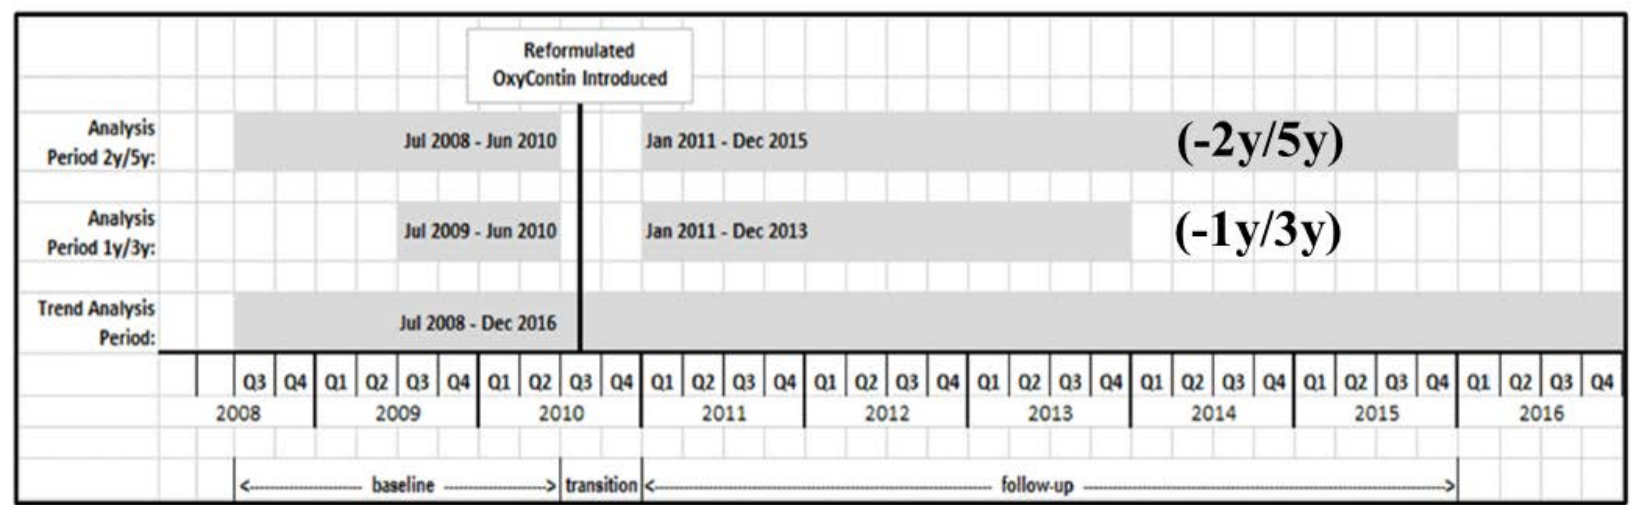 Reformulated
OxyContin Introduced
Analysis
Period 2y/5y:
Jul 2008 - Jun 2010
Jan 2011 - Dec 2015
(-2y/5y)
Analysis
Period 1y/3y:
Jul 2009 - Jun 2010
Jan 2011 - Dec 2013
(-1y/3y)
Trend Analysis
Period:
Jul 2008 - Dec 2016
Q3 Q4 Q1 Q2 Q3 Q4 Q1 Q2 Q3 Q4 Q1 Q2 Q3 Q4 Q1 Q2 Q3 Q4 Q1 Q2 Q3 Q4 Q1 Q2 Q3 Q4 Q1 Q2 Q3 Q4 Q1 Q2 Q3 Q4
2008 2009 2010 2011 2012 2013 2014 2015 2016
baseline transition follow-up